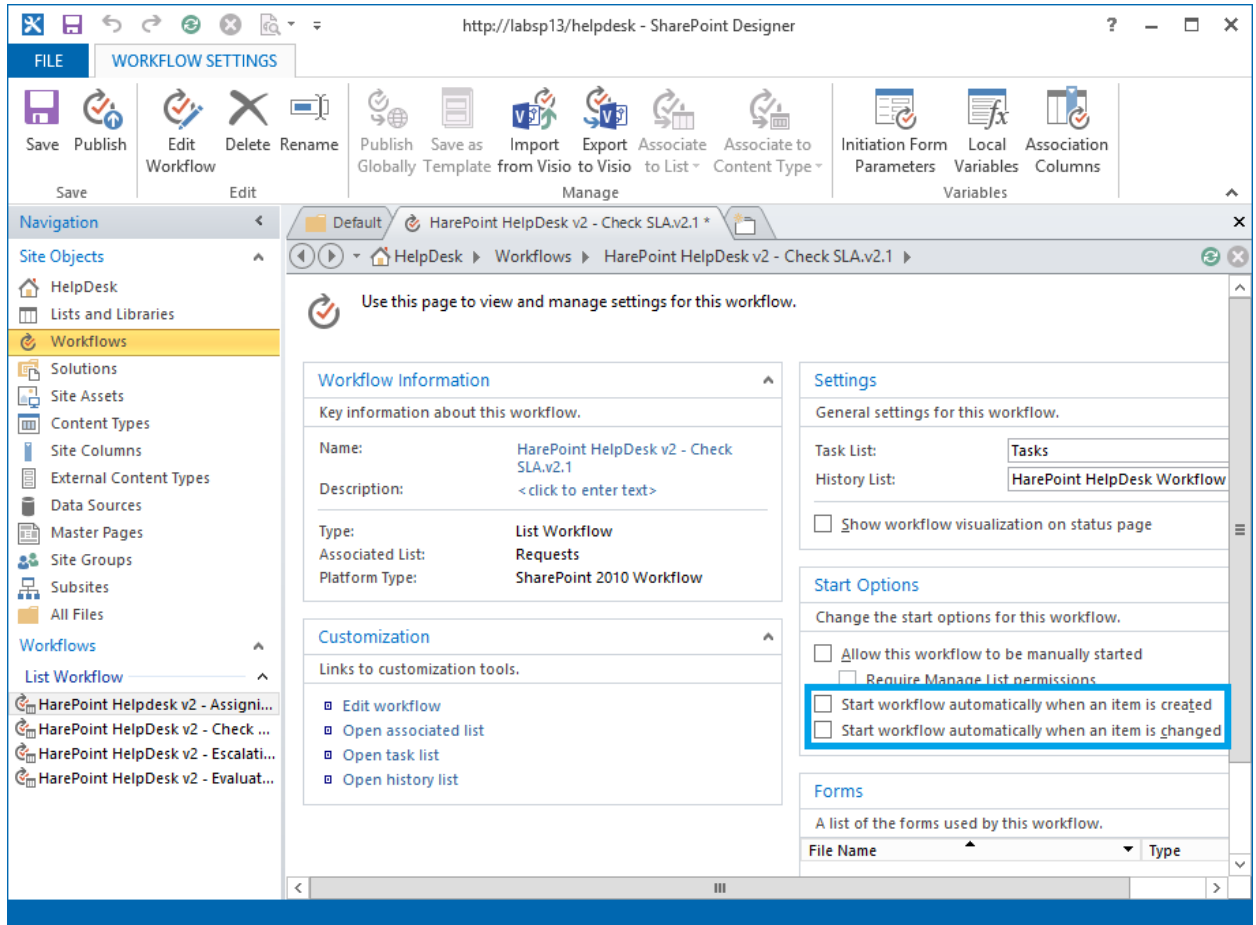 http://labsp13/helpdesk - SharePoint Designer
FILE
WORKFLOW SETTINGS
Save
Publish
Edit
Workflow
Delete
Rename
Publish
Globally
Save as
Template
Import
from Visio
Export
to Visio
Associate
to List
Associate to
Content Type
Initiation Form
Parameters
Local
Variables
Association
Columns
Save
Edit
Manage
Variables
Navigation
Default
HarePoint HelpDesk v2 - Check SLA.v2.1 *
Site Objects
HelpDesk
Workflows
HarePoint HelpDesk v2 - Check SLA.v2.1
HelpDesk
Lists and Libraries
Workflows
Solutions
Site Assets
Content Types
Site Columns
External Content Types
Data Sources
Master Pages
Site Groups
Subsites
All Files
Workflows
List Workflow
HarePoint Helpdesk v2 - Assigni...
HarePoint HelpDesk v2 - Check ...
HarePoint HelpDesk v2 - Escalati...
HarePoint HelpDesk v2 - Evaluat...
Use this page to view and manage settings for this workflow.
Workflow Information
Key information about this workflow.
Name: HarePoint HelpDesk v2 - Check
SLA.v2.1
Description: <click to enter text>
Type: List Workflow
Associated List: Requests
Platform Type: SharePoint 2010 Workflow
Customization
Links to customization tools.
Edit workflow
Open associated list
Open task list
Open history list
Settings
General settings for this workflow.
Task List: Tasks
History List: HarePoint HelpDesk Workflow
Show workflow visualization on status page
Start Options
Change the start options for this workflow.
Allow this workflow to be manually started
Require Manage List permissions
Start workflow automatically when an item is created
Start workflow automatically when an item is changed
Forms
A list of the forms used by this workflow.
File Name
Type